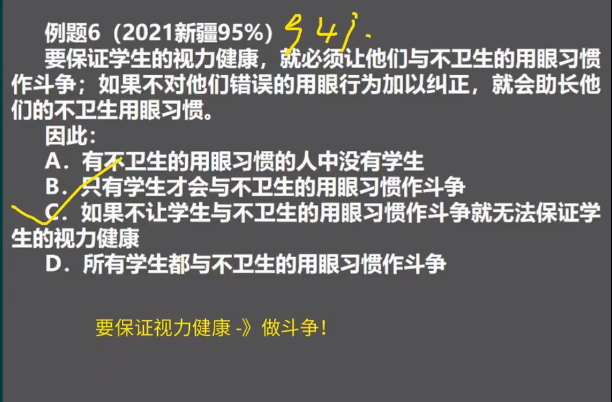 例题6（2021新疆95%）
要保证学生的视力健康，就必须让他们与不卫生的用眼习惯
作斗争；如果不对他们错误的用眼行为加以纠正，就会助长他
们的不卫生用眼习惯。
因此：
A．有不卫生的用眼习惯的人中没有学生
B．只有学生才会与不卫生的用眼习惯作斗争
C．如果不让学生与不卫生的用眼习惯作斗争就无法保证学
生的视力健康
D．所有学生都与不卫生的用眼习惯作斗争
要保证视力健康 -》做斗争！